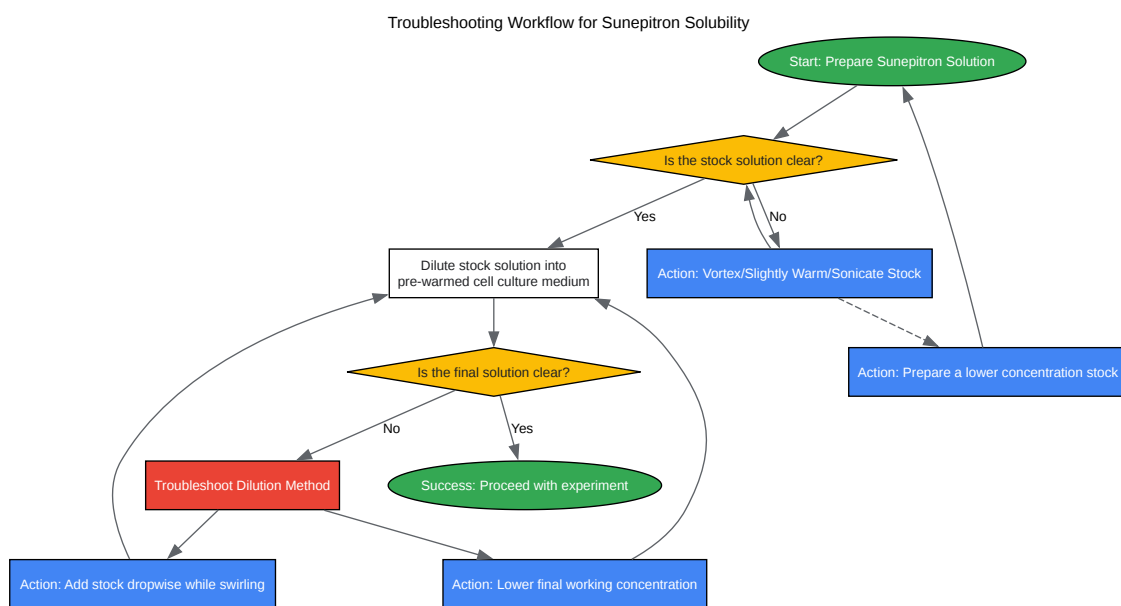 Troubleshooting Workflow for Sunepitron Solubility
Start: Prepare Sunepitron Solution
Is the stock solution clear?
Yes
No
Dilute stock solution into
pre-warmed cell culture medium
Action: Vortex/Slightly Warm/Sonicate Stock
Is the final solution clear?
Action: Prepare a lower concentration stock
No
Yes
Troubleshoot Dilution Method
Success: Proceed with experiment
Action: Add stock dropwise while swirling
Action: Lower final working concentration